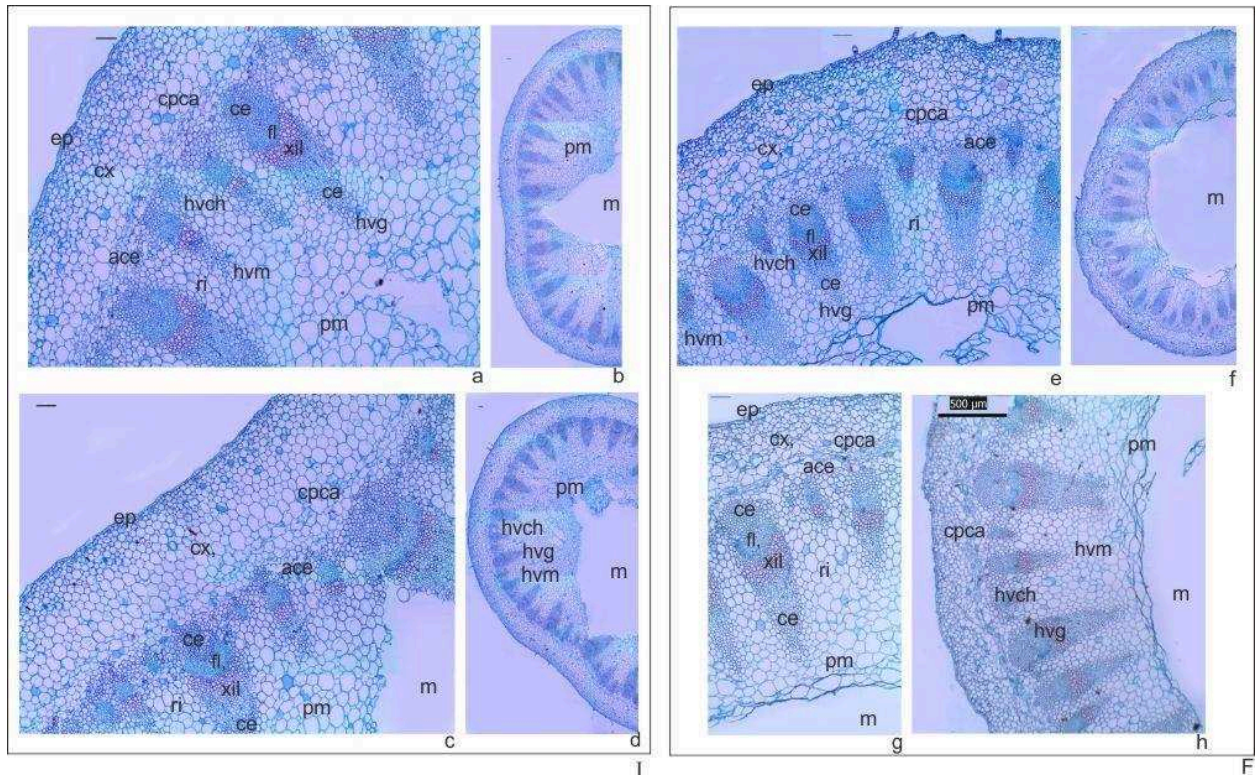 ep
cx
cpca
ce
fl
xil
hvch
ce
hvg
ace
ri
hvm
pm
a
pm
m
b
ep
cx,
cpca
ace
ce
fl
xil
hvch
ri
ce
hvg
hvm
pm
e
m
f
ep
cx,
cpca
ace
ce
fl
xil
ri
ce
pm
m
c
pm
hvch
hvg
hvm
m
d
ep
cx,
cpca
ace
ce
fl,
xil
ri
ce
pm
m
g
500 µm
pm
cpca
hvm
hvch
m
hvg
h
I
F